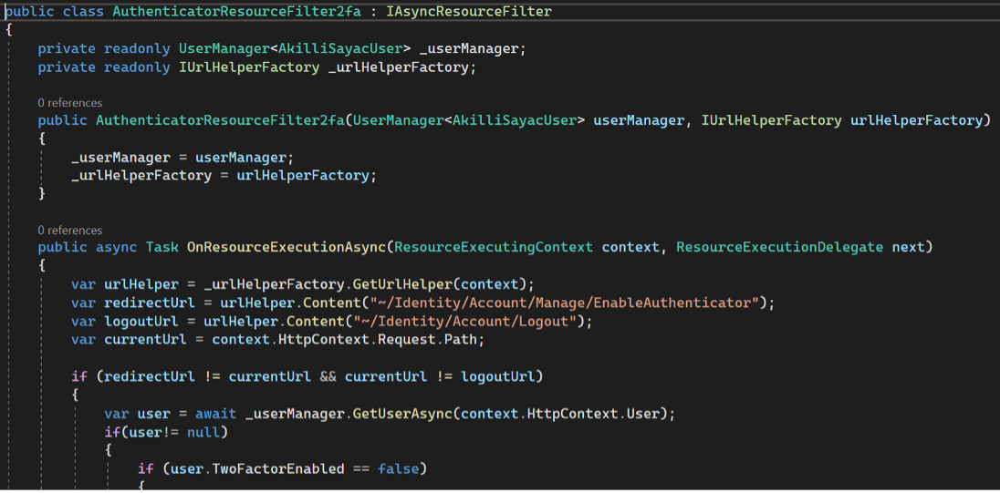 public class AuthenticatorResourceFilter2fa : IAsyncResourceFilter
{
private readonly UserManager<AkilliSayacUser> _userManager;
private readonly IUrlHelperFactory _urlHelperFactory;
0 references
public AuthenticatorResourceFilter2fa(UserManager<AkilliSayacUser> userManager, IUrlHelperFactory urlHelperFactory)
{
_userManager = userManager;
_urlHelperFactory = urlHelperFactory;
}
0 references
public async Task OnResourceExecutionAsync(ResourceExecutingContext context, ResourceExecutionDelegate next)
{
var urlHelper = _urlHelperFactory.GetUrlHelper(context);
var redirectUrl = urlHelper.Content("~/Identity/Account/Manage/EnableAuthenticator");
var logoutUrl = urlHelper.Content("~/Identity/Account/Logout");
var currentUrl = context.HttpContext.Request.Path;
if (redirectUrl != currentUrl && currentUrl != logoutUrl)
{
var user = await _userManager.GetUserAsync(context.HttpContext.User);
if(user!= null)
{
if (user.TwoFactorEnabled == false)
{